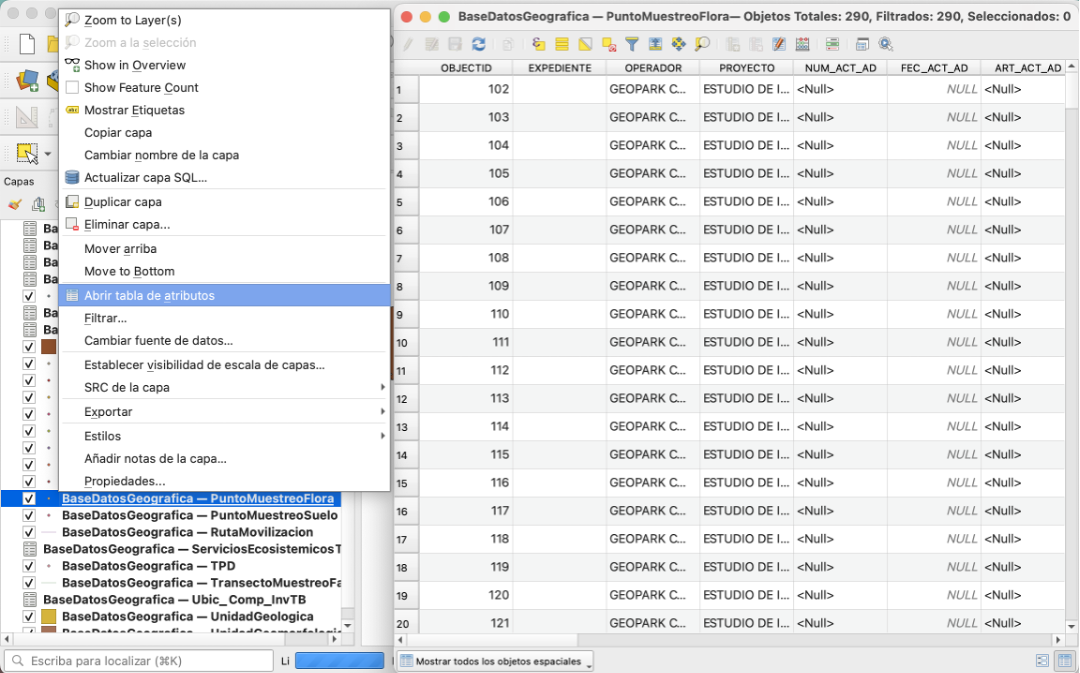 Zoom to Layer(s)
Zoom a la selección
Show in Overview
Show Feature Count
abc Mostrar Etiquetas
Copiar capa
Cambiar nombre de la capa
Actualizar capa SQL...
Duplicar capa
Eliminar capa...
Mover arriba
Move to Bottom
Abrir tabla de atributos
Filtrar...
Cambiar fuente de datos...
Establecer visibilidad de escala de capas...
SRC de la capa
Exportar
Estilos
Añadir notas de la capa...
Propiedades...
Capas
Ba
Ba
Ba
Ba
Ba
Ba
BaseDatosGeografica — PuntoMuestreoFlora
BaseDatosGeografica — PuntoMuestreoSuelo
BaseDatosGeografica — RutaMovilizacion
BaseDatosGeografica — ServiciosEcosistemicosT
BaseDatosGeografica — TPD
BaseDatosGeografica — TransectoMuestreoFa
BaseDatosGeografica — Ubic_Comp_InvTB
BaseDatosGeografica — UnidadGeologica
BaseDatosGeografica — UnidadGeomorfologic
Escriba para localizar (⌘K)
Li
BaseDatosGeografica — PuntoMuestreoFlora— Objetos Totales: 290, Filtrados: 290, Seleccionados: 0
OBJECTID EXPEDIENTE OPERADOR PROYECTO NUM_ACT_AD FEC_ACT_AD ART_ACT_AD
1 102 GEOPARK C... ESTUDIO DE I... <Null> NULL <Null>
2 103 GEOPARK C... ESTUDIO DE I... <Null> NULL <Null>
3 104 GEOPARK C... ESTUDIO DE I... <Null> NULL <Null>
4 105 GEOPARK C... ESTUDIO DE I... <Null> NULL <Null>
5 106 GEOPARK C... ESTUDIO DE I... <Null> NULL <Null>
6 107 GEOPARK C... ESTUDIO DE I... <Null> NULL <Null>
7 108 GEOPARK C... ESTUDIO DE I... <Null> NULL <Null>
8 109 GEOPARK C... ESTUDIO DE I... <Null> NULL <Null>
9 110 GEOPARK C... ESTUDIO DE I... <Null> NULL <Null>
10 111 GEOPARK C... ESTUDIO DE I... <Null> NULL <Null>
11 112 GEOPARK C... ESTUDIO DE I... <Null> NULL <Null>
12 113 GEOPARK C... ESTUDIO DE I... <Null> NULL <Null>
13 114 GEOPARK C... ESTUDIO DE I... <Null> NULL <Null>
14 115 GEOPARK C... ESTUDIO DE I... <Null> NULL <Null>
15 116 GEOPARK C... ESTUDIO DE I... <Null> NULL <Null>
16 117 GEOPARK C... ESTUDIO DE I... <Null> NULL <Null>
17 118 GEOPARK C... ESTUDIO DE I... <Null> NULL <Null>
18 119 GEOPARK C... ESTUDIO DE I... <Null> NULL <Null>
19 120 GEOPARK C... ESTUDIO DE I... <Null> NULL <Null>
20 121 GEOPARK C... ESTUDIO DE I... <Null> NULL <Null>
Mostrar todos los objetos espaciales